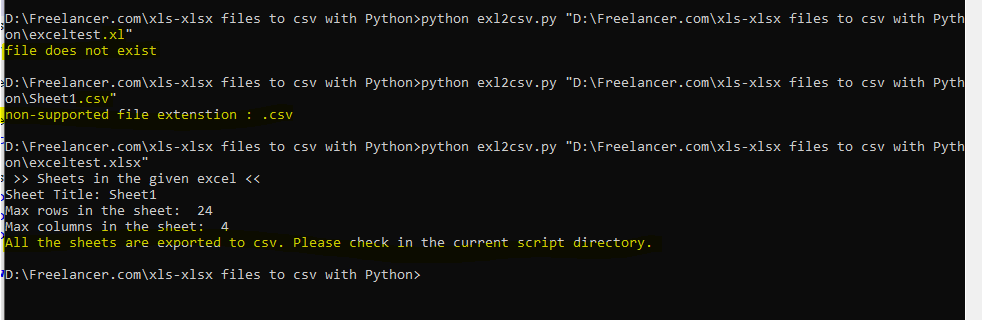 D:\Freelancer.com\xls-xlsx files to csv with Python>python exl2csv.py "D:\Freelancer.com\xls-xlsx files to csv with Pyth
on\exceltest.xl"
file does not exist
D:\Freelancer.com\xls-xlsx files to csv with Python>python exl2csv.py "D:\Freelancer.com\xls-xlsx files to csv with Pyth
on\Sheet1.csv"
non-supported file extenstion : .csv
D:\Freelancer.com\xls-xlsx files to csv with Python>python exl2csv.py "D:\Freelancer.com\xls-xlsx files to csv with Pyth
on\exceltest.xlsx"
>> Sheets in the given excel <<
Sheet Title: Sheet1
Max rows in the sheet:  24
Max columns in the sheet:  4
All the sheets are exported to csv. Please check in the current script directory.
D:\Freelancer.com\xls-xlsx files to csv with Python>